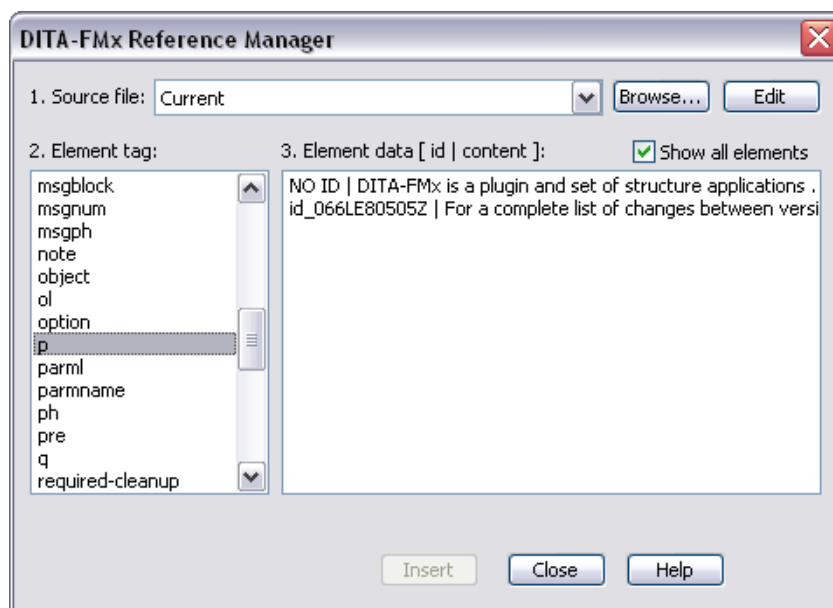 DITA-FMx Reference Manager
1. Source file: Current Browse... Edit
2. Element tag: 3. Element data [ id | content ]: Show all elements
msgblock
msgnum
msgph
note
object
ol
option
p
parml
parmname
ph
pre
q
required-cleanup
NO ID | DITA-FMx is a plugin and set of structure applications .
id_066LE80505Z | For a complete list of changes between versi
Insert Close Help